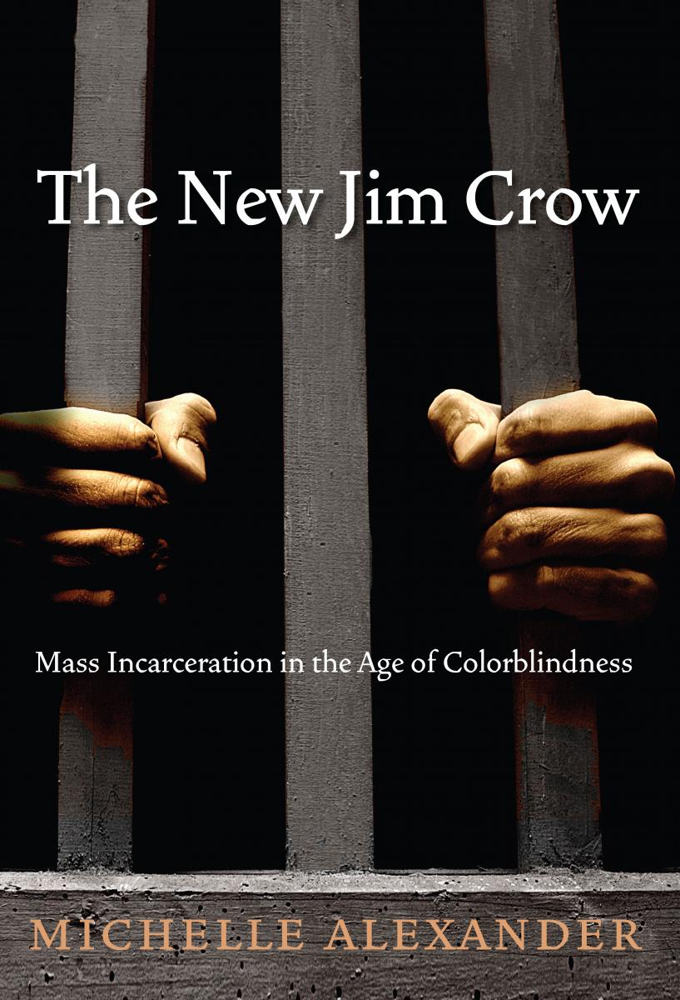 The New Jim Crow
Mass Incarceration in the Age of Colorblindness
MICHELLE ALEXANDER